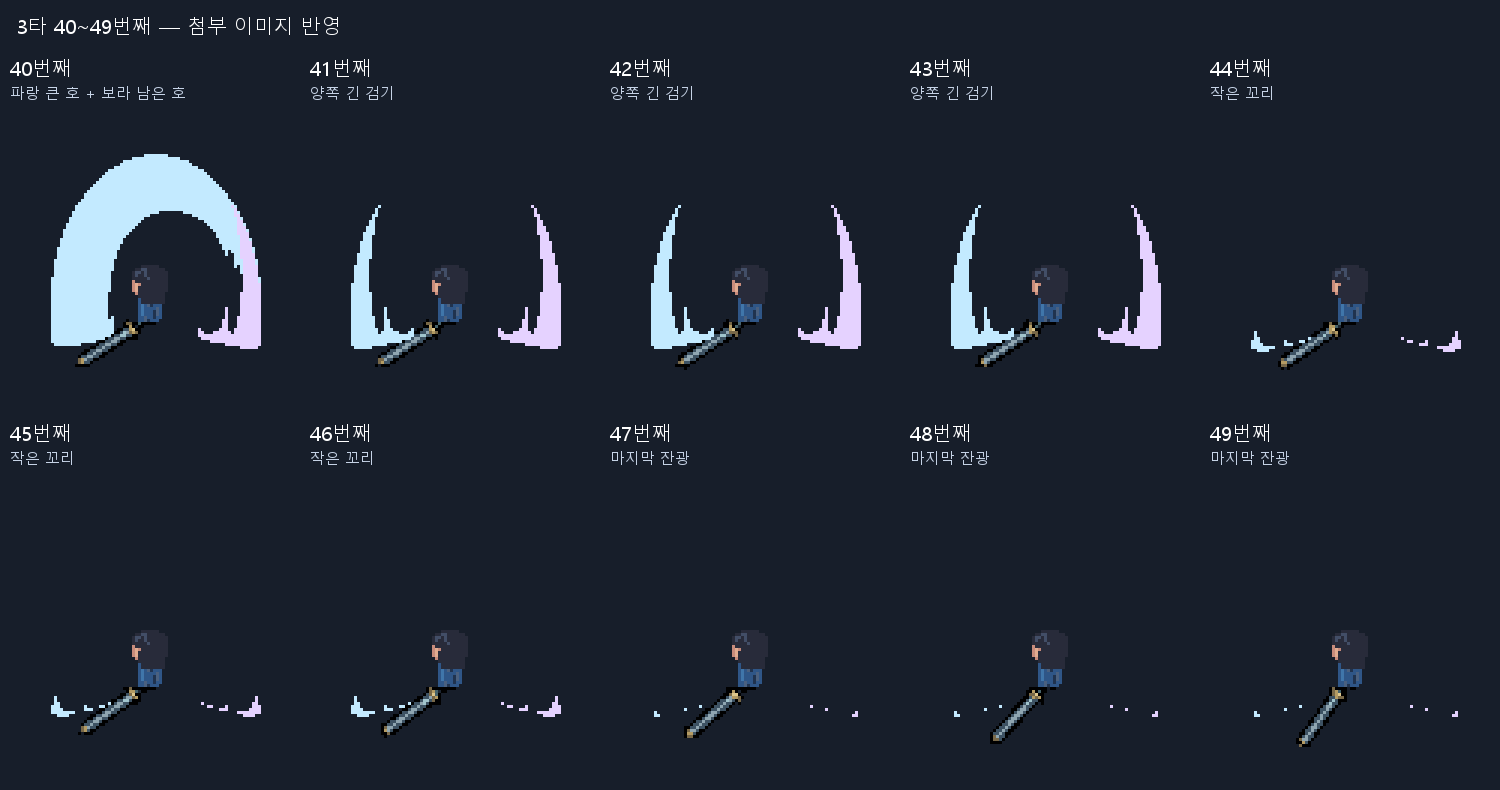 3타 40~49번째 — 첨부 이미지 반영
40번째
파랑 큰 호 + 보라 남은 호
41번째
양쪽 긴 검기
42번째
양쪽 긴 검기
43번째
양쪽 긴 검기
44번째
작은 꼬리
45번째
작은 꼬리
46번째
작은 꼬리
47번째
마지막 잔광
48번째
마지막 잔광
49번째
마지막 잔광